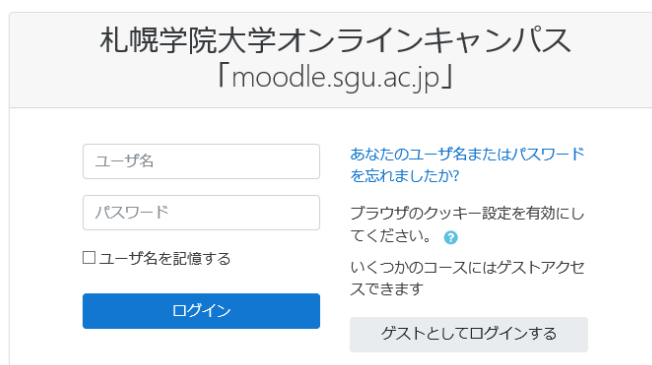 札幌学院大学オンラインキャンパス
「moodle.sgu.ac.jp」
ユーザ名
パスワード
ユーザ名を記憶する
ログイン
あなたのユーザ名またはパスワード
を忘れましたか?
ブラウザのクッキー設定を有効にし
てください。 ?
いくつかのコースにはゲストアクセ
スできます
ゲストとしてログインする